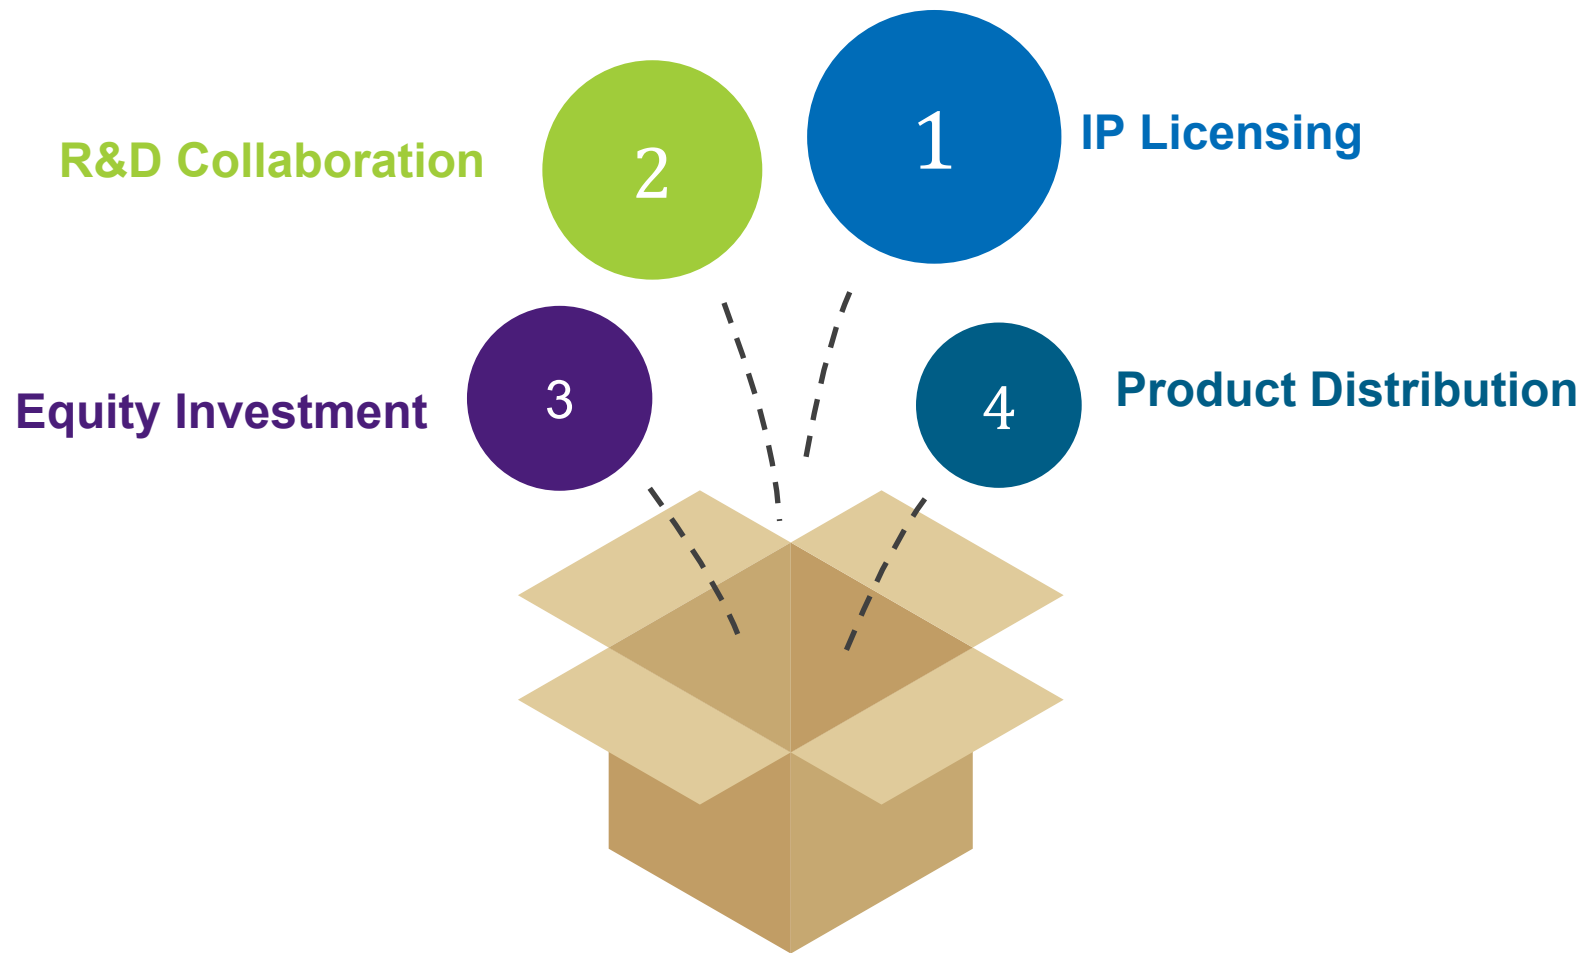 1
IP Licensing
2
R&D Collaboration
3
Equity Investment
4
Product Distribution